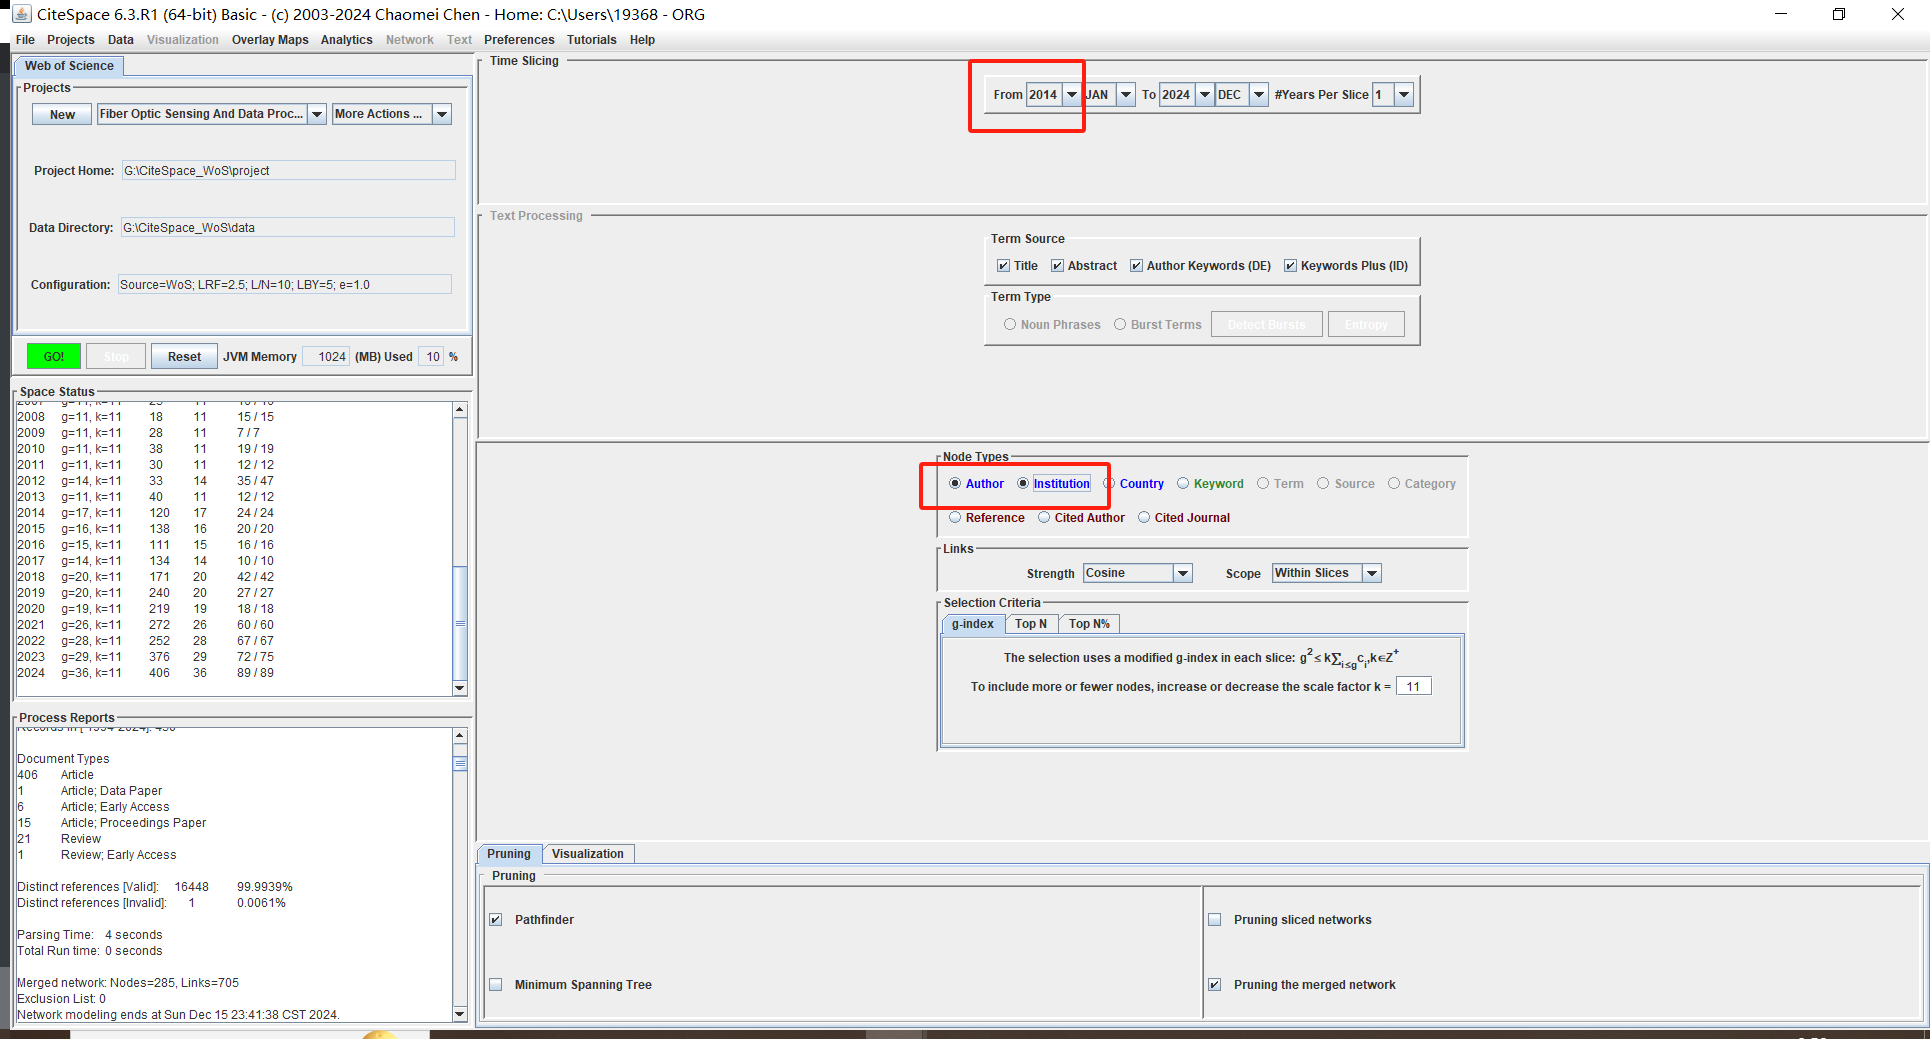 CiteSpace 6.3.R1 (64-bit) Basic - (c) 2003-2024 Chaomei Chen - Home: C:\Users\19368 - ORG
File Projects Data Visualization Overlay Maps Analytics Network Text Preferences Tutorials Help
Web of Science
Projects
New Fiber Optic Sensing And Data Proc... More Actions ...
Project Home: G:\CiteSpace_WoS\project
Data Directory: G:\CiteSpace_WoS\data
Configuration: Source=WoS; LRF=2.5; L/N=10; LBY=5; e=1.0
GO! Stop Reset JVM Memory 1024 (MB) Used 10 %
Space Status
2008 g=11, k=11 18 11 15 / 15
2009 g=11, k=11 28 11 7 / 7
2010 g=11, k=11 38 11 19 / 19
2011 g=11, k=11 30 11 12 / 12
2012 g=14, k=11 33 14 35 / 47
2013 g=11, k=11 40 11 12 / 12
2014 g=17, k=11 120 17 24 / 24
2015 g=16, k=11 138 16 20 / 20
2016 g=15, k=11 111 15 16 / 16
2017 g=14, k=11 134 14 10 / 10
2018 g=20, k=11 171 20 42 / 42
2019 g=20, k=11 240 20 27 / 27
2020 g=19, k=11 219 19 18 / 18
2021 g=26, k=11 272 26 60 / 60
2022 g=28, k=11 252 28 67 / 67
2023 g=29, k=11 376 29 72 / 75
2024 g=36, k=11 406 36 89 / 89
Process Reports
Document Types
406 Article
1 Article; Data Paper
6 Article; Early Access
15 Article; Proceedings Paper
21 Review
1 Review; Early Access
Distinct references [Valid]: 16448 99.9939%
Distinct references [Invalid]: 1 0.0061%
Parsing Time: 4 seconds
Total Run time: 0 seconds
Merged network: Nodes=285, Links=705
Exclusion List: 0
Network modeling ends at Sun Dec 15 23:41:38 CST 2024.
Time Slicing
From 2014 JAN To 2024 DEC #Years Per Slice 1
Text Processing
Term Source
Title Abstract Author Keywords (DE) Keywords Plus (ID)
Term Type
Noun Phrases Burst Terms Detect Bursts Entropy
Node Types
Author Institution Country Keyword Term Source Category
Reference Cited Author Cited Journal
Links
Strength Cosine Scope Within Slices
Selection Criteria
g-index Top N Top N%
The selection uses a modified g-index in each slice: g² ≤ k∑i≤g ci, k∈Z⁺
To include more or fewer nodes, increase or decrease the scale factor k = 11
Pruning Visualization
Pruning
Pathfinder Pruning sliced networks
Minimum Spanning Tree Pruning the merged network